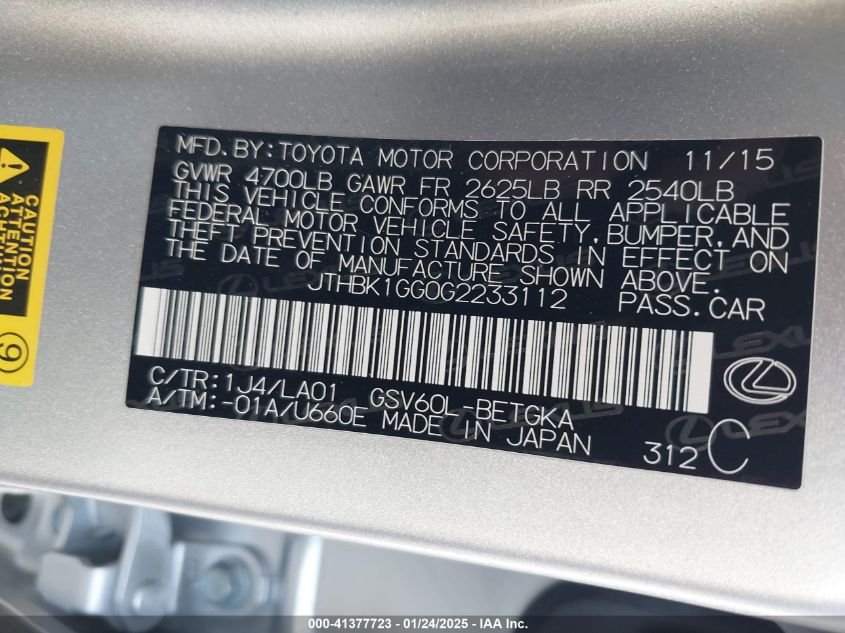 MFD.BY:TOYOTA MOTOR CORPORATION 11/15
GVWR 4700LB GAWR FR 2625LB RR 2540LB
THIS VEHICLE CONFORMS TO ALL APPLICABLE
FEDERAL MOTOR VEHICLE SAFETY,BUMPER,AND
THEFT PREVENTION STANDARDS IN EFFECT ON
THE DATE OF MANUFACTURE SHOWN ABOVE.
JTHBK1GG0G2233112 PASS.CAR
C/TR:1J4/LA01 GSV60L-BETGKA
A/TM:-01A/U660E MADE IN JAPAN 312 C
LEXUS
CAUTION
ATTENTION
ACHTUNG
9
000-41377723 - 01/24/2025 - IAA Inc.